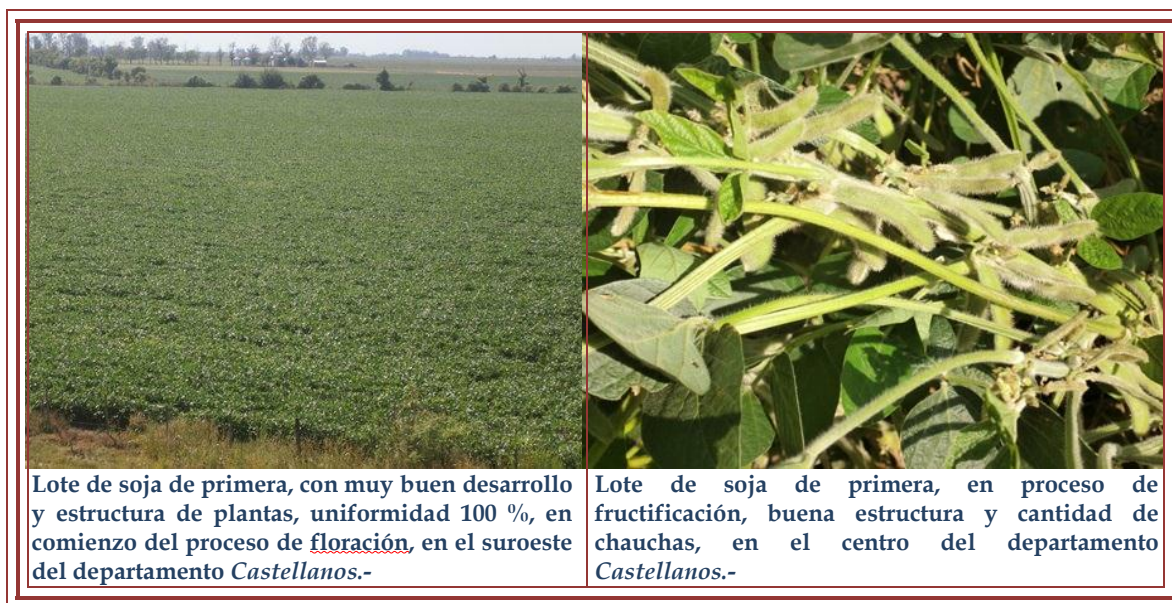 Lote de soja de primera, con muy buen desarrollo
y estructura de plantas, uniformidad 100 %, en
comienzo del proceso de floración, en el suroeste
del departamento Castellanos.-
Lote de soja de primera, en proceso de
fructificación, buena estructura y cantidad de
chauchas, en el centro del departamento
Castellanos.-